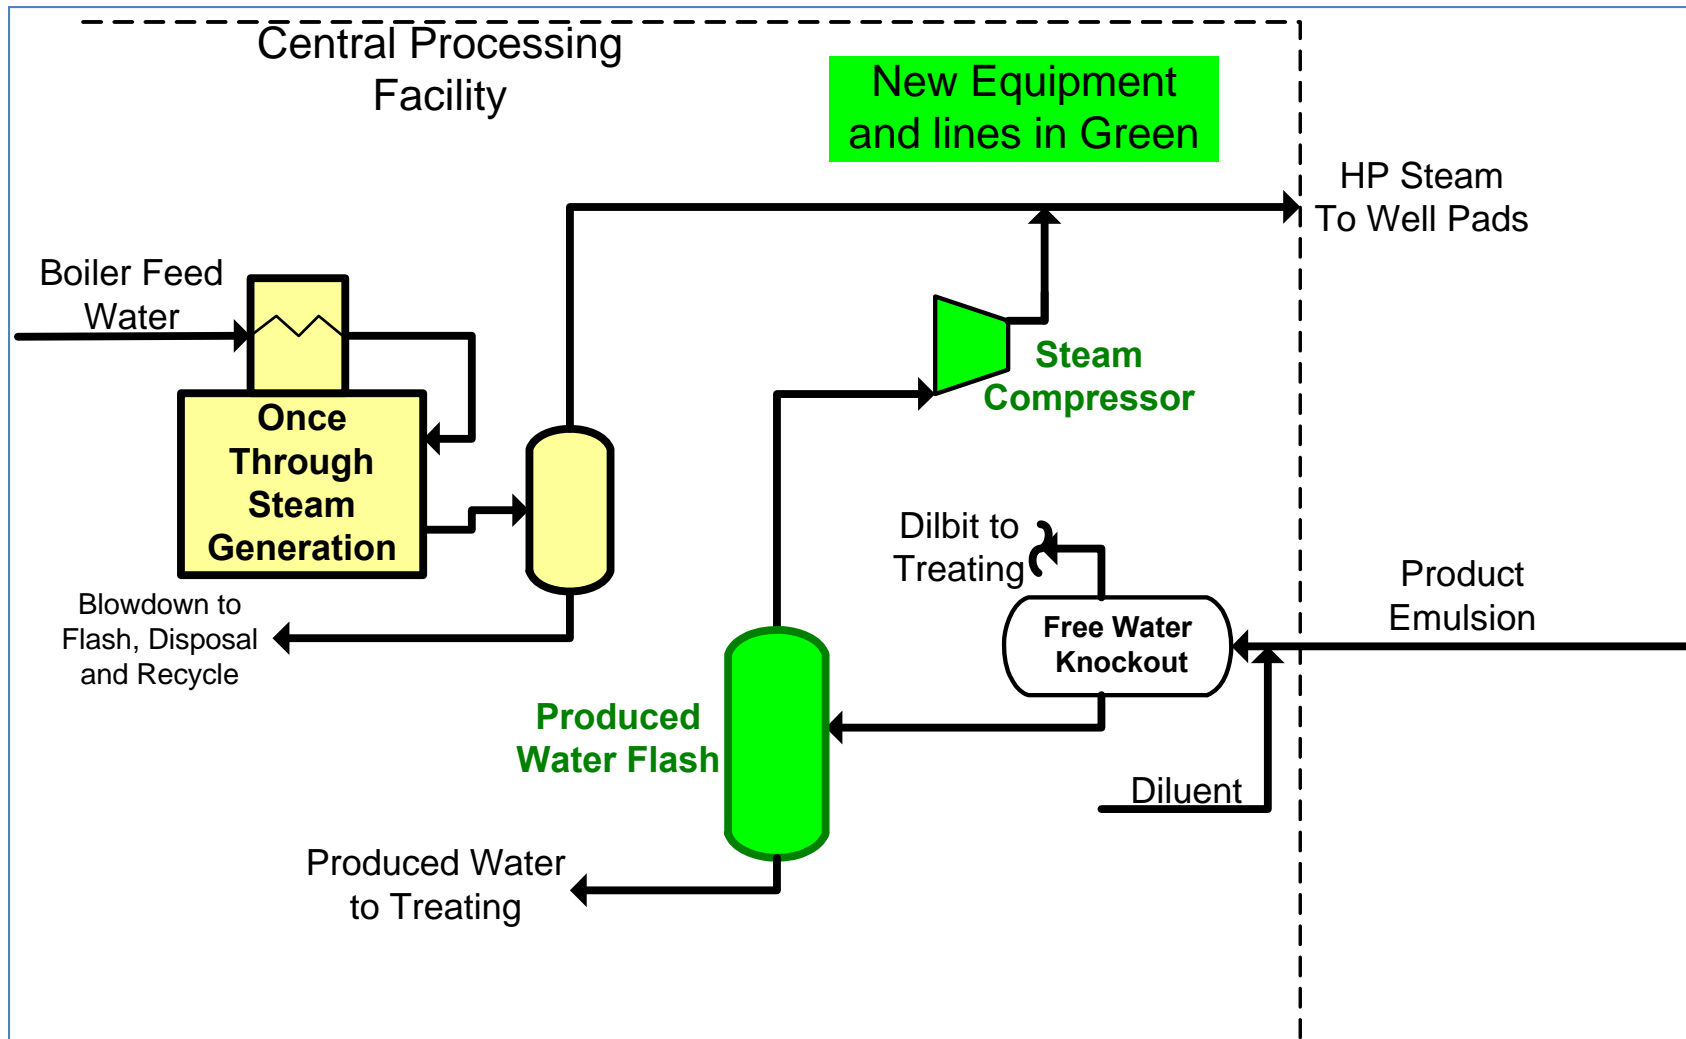 Central Processing
Facility
New Equipment
and lines in Green
HP Steam
To Well Pads
Boiler Feed
Water
Steam
Compressor
Once
Through
Steam
Generation
Dilbit to
Treating
Product
Emulsion
Blowdown to
Flash, Disposal
and Recycle
Free Water
Knockout
Produced
Water Flash
Diluent
Produced Water
to Treating